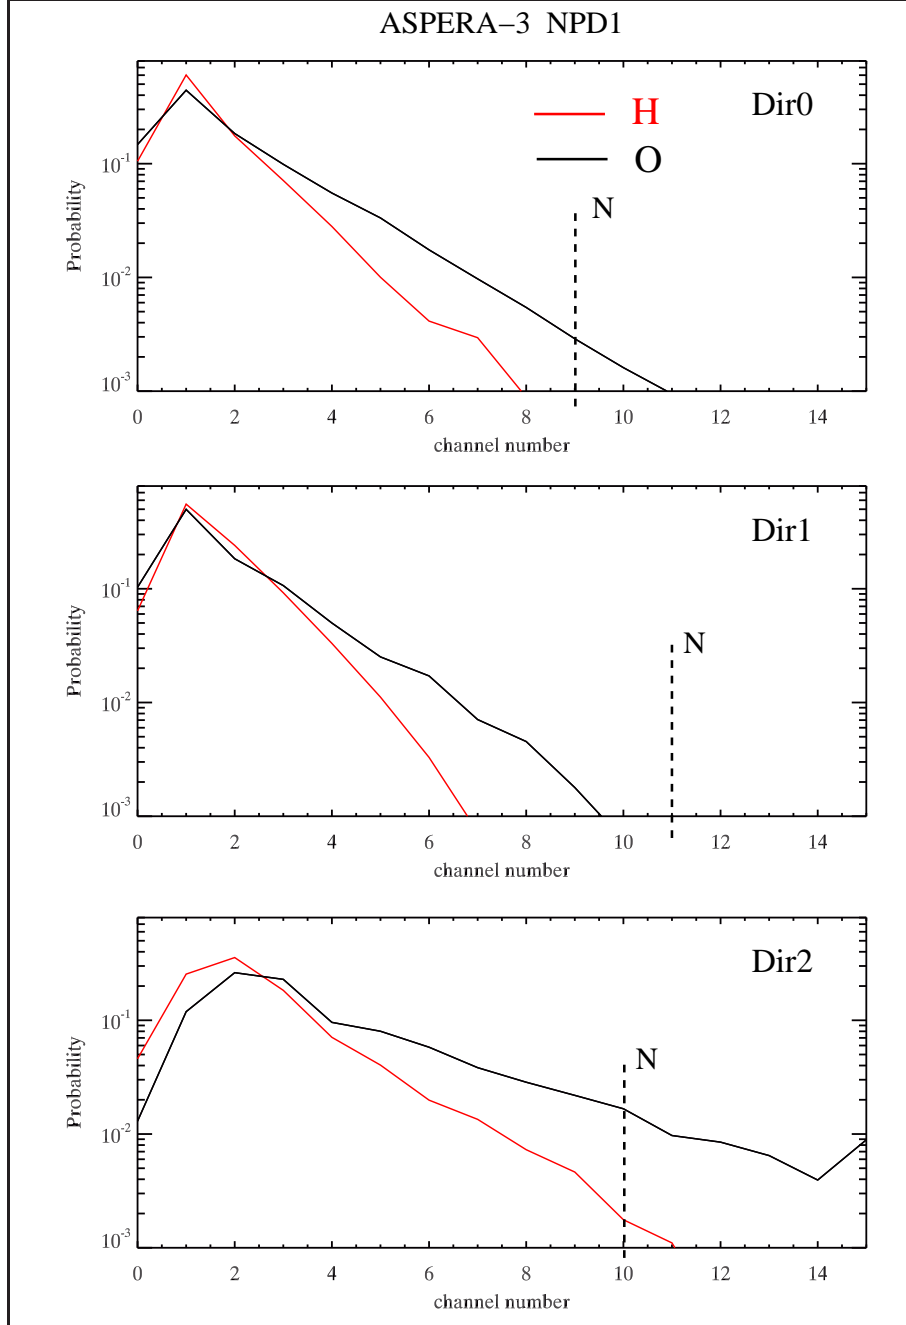 ASPERA−3 NPD1
Dir0
H
O
N
Probability
10^-1
10^-2
10^-3
0 2 4 6 8 10 12 14
channel number
Dir1
N
Probability
10^-1
10^-2
10^-3
0 2 4 6 8 10 12 14
channel number
Dir2
N
Probability
10^-1
10^-2
10^-3
0 2 4 6 8 10 12 14
channel number